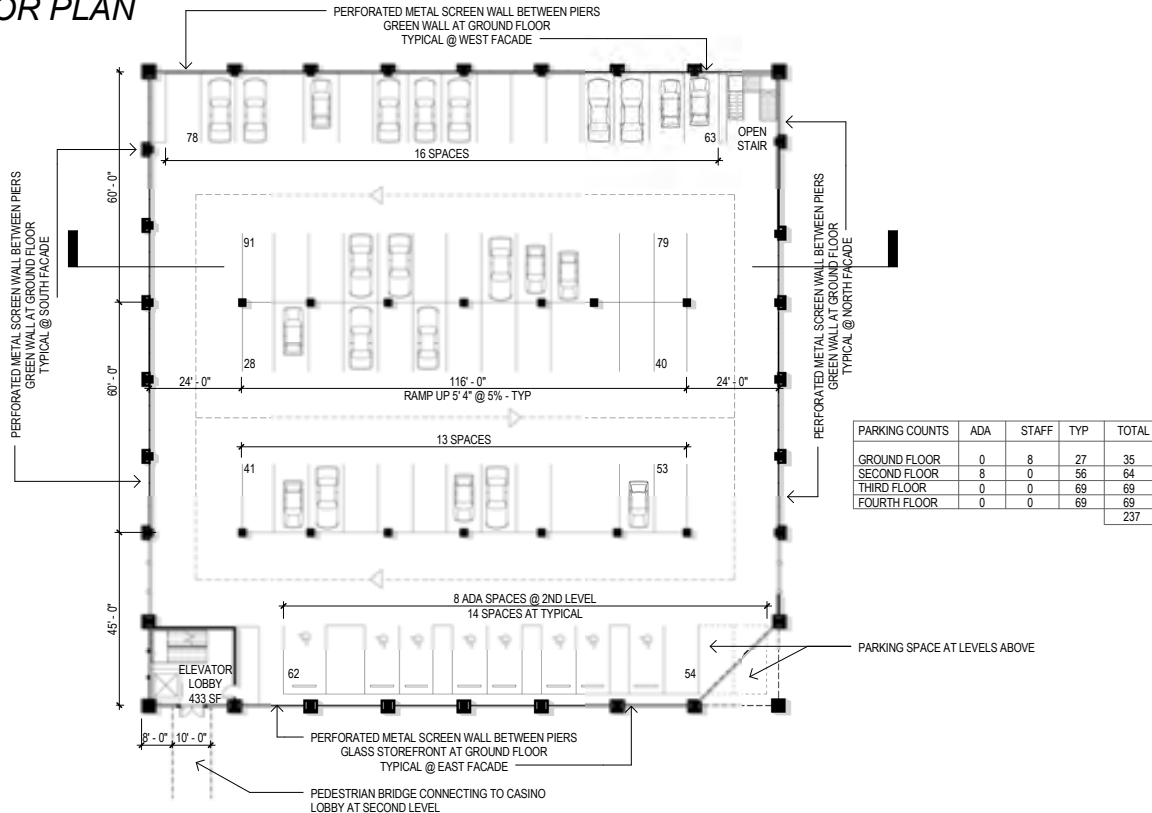 OR PLAN
PERFORATED METAL SCREEN WALL BETWEEN PIERS
GREEN WALL AT GROUND FLOOR
TYPICAL @ WEST FACADE
78
63
OPEN
STAIR
16 SPACES
60' - 0"
PERFORATED METAL SCREEN WALL BETWEEN PIERS
GREEN WALL AT GROUND FLOOR
TYPICAL @ SOUTH FACADE
PERFORATED METAL SCREEN WALL BETWEEN PIERS
GREEN WALL AT GROUND FLOOR
TYPICAL @ NORTH FACADE
91
79
28
40
60' - 0"
24' - 0"
116' - 0"
24' - 0"
RAMP UP 5' 4" @ 5% - TYP
13 SPACES
41
53
PARKING COUNTS ADA STAFF TYP TOTAL
GROUND FLOOR 0 8 27 35
SECOND FLOOR 8 0 56 64
THIRD FLOOR 0 0 69 69
FOURTH FLOOR 0 0 69 69
237
45' - 0"
8 ADA SPACES @ 2ND LEVEL
14 SPACES AT TYPICAL
PARKING SPACE AT LEVELS ABOVE
ELEVATOR
LOBBY
433 SF
62
54
8' - 0"
10' - 0"
PERFORATED METAL SCREEN WALL BETWEEN PIERS
GLASS STOREFRONT AT GROUND FLOOR
TYPICAL @ EAST FACADE
PEDESTRIAN BRIDGE CONNECTING TO CASINO
LOBBY AT SECOND LEVEL